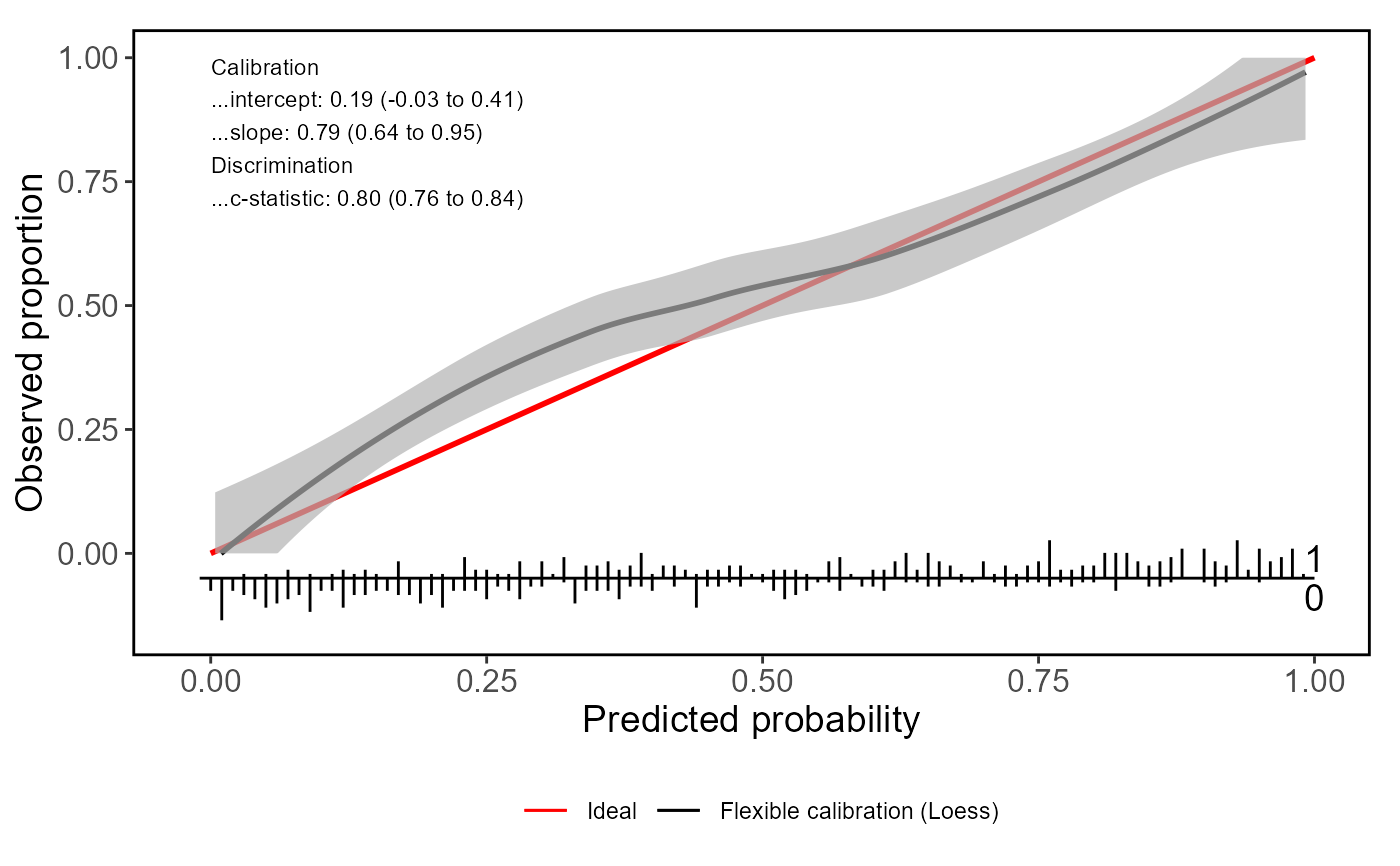 Calibration
...intercept: 0.19 (-0.03 to 0.41)
...slope: 0.79 (0.64 to 0.95)
Discrimination
...c-statistic: 0.80 (0.76 to 0.84)
Observed proportion
1.00
0.75
0.50
0.25
0.00
1
0
0.00 0.25 0.50 0.75 1.00
Predicted probability
Ideal Flexible calibration (Loess)